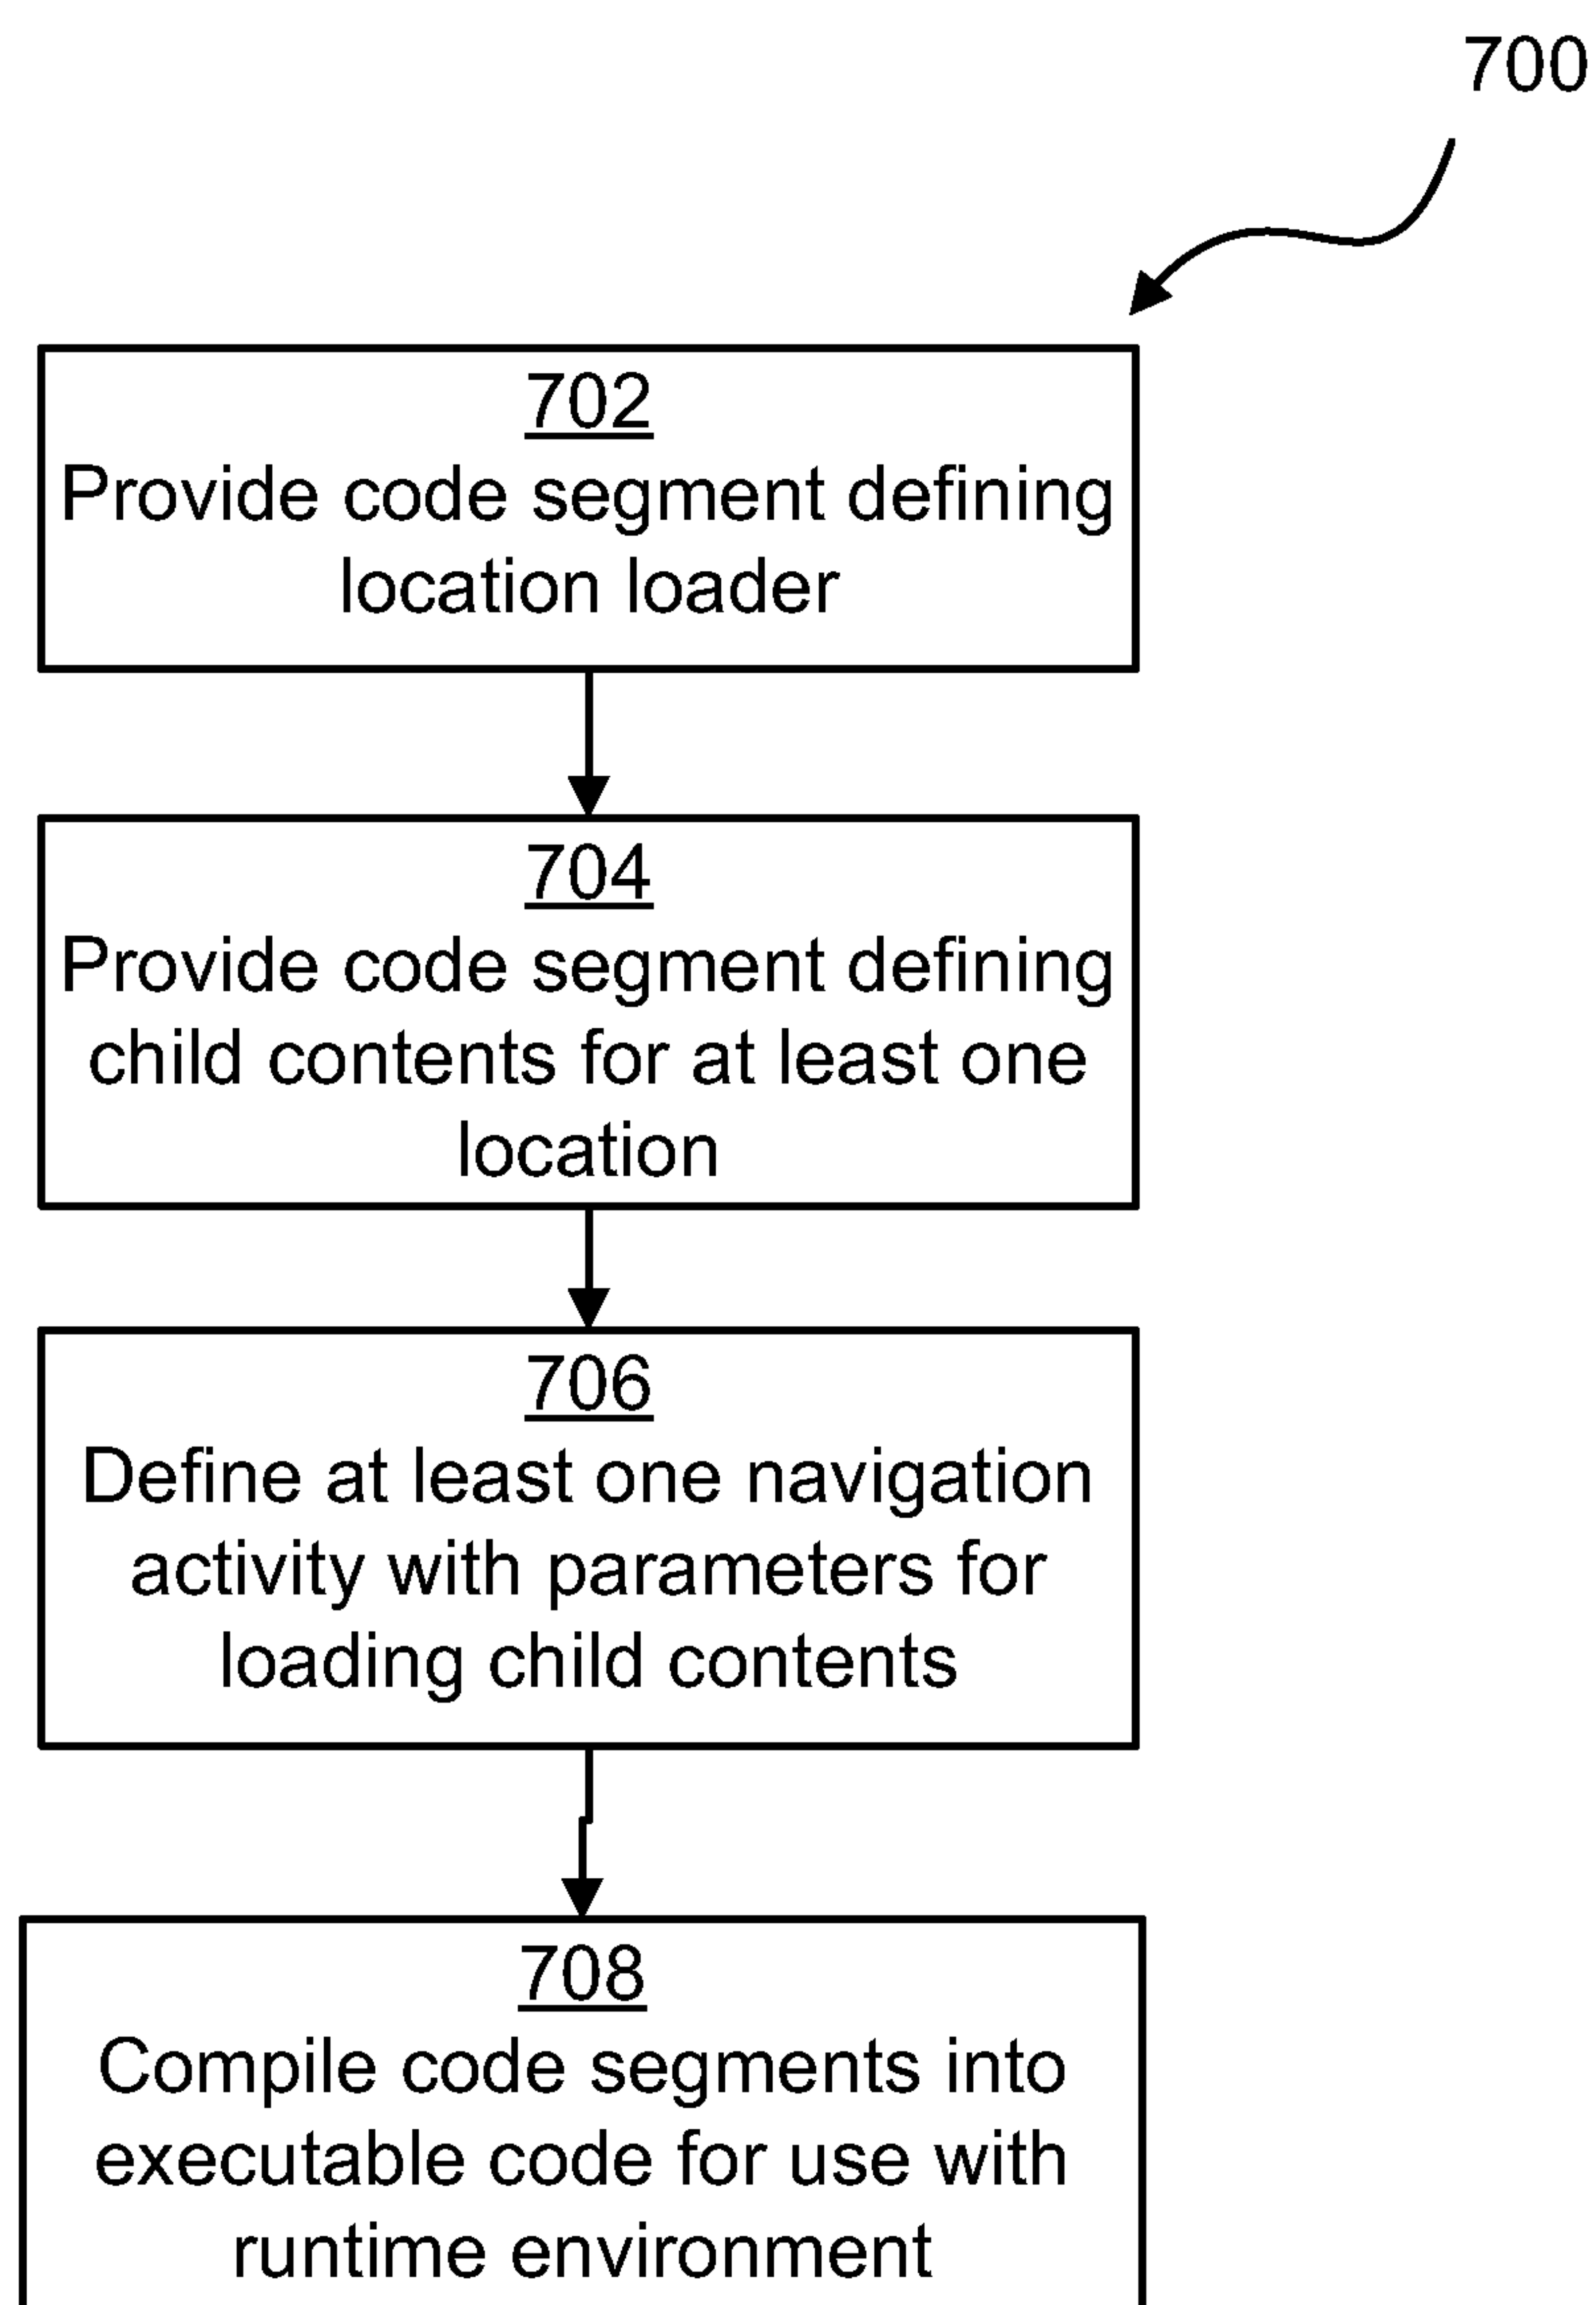 700
702
Provide code segment defining
location loader
704
Provide code segment defining
child contents for at least one
location
706
Define at least one navigation
activity with parameters for
loading child contents
708
Compile code segments into
executable code for use with
runtime environment